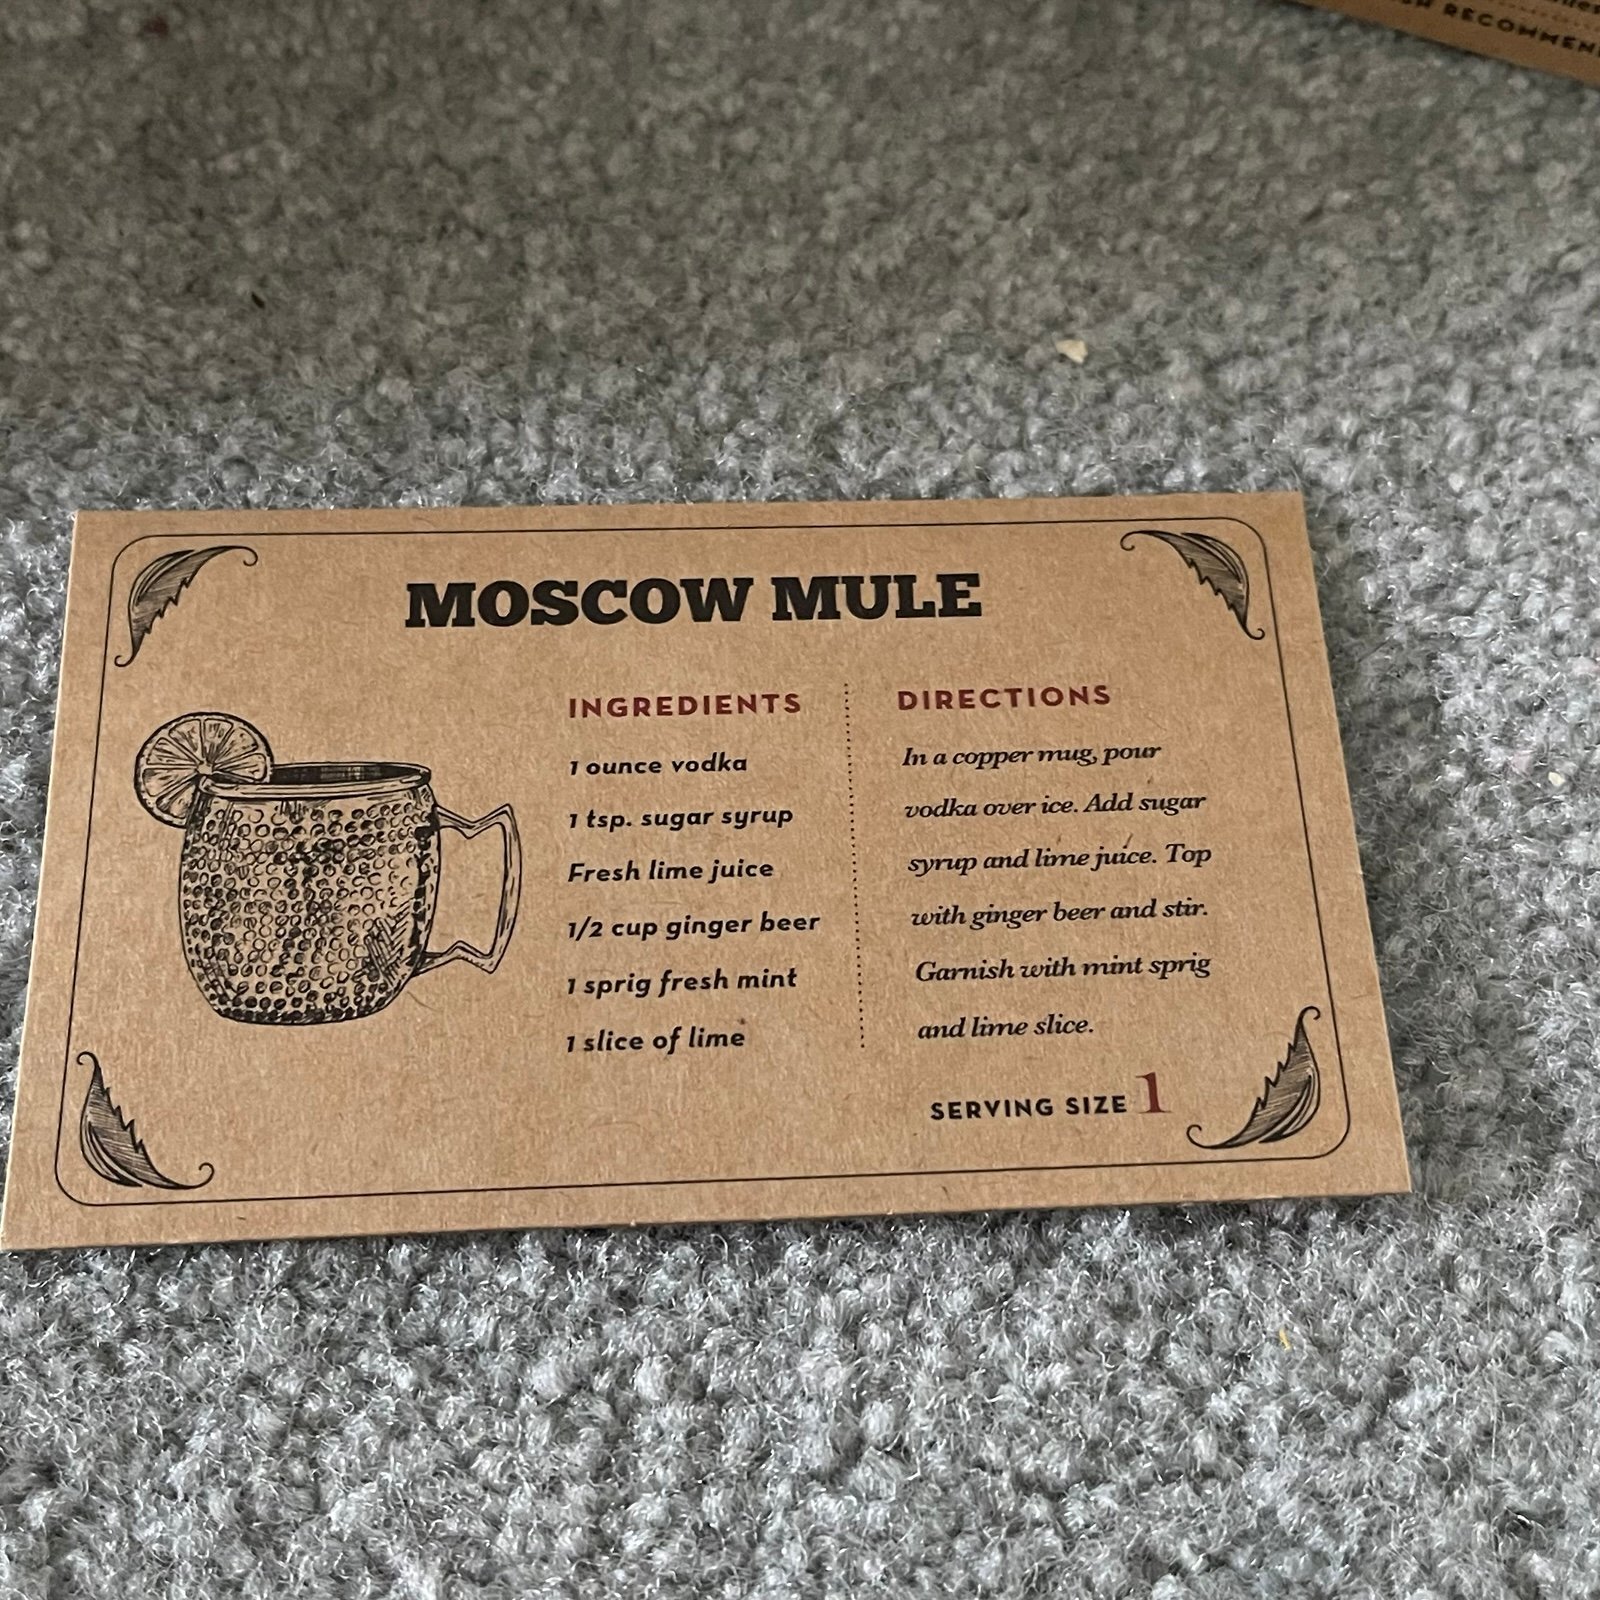 RECOMMEN
MOSCOW MULE
INGREDIENTS
1 ounce vodka
1 tsp. sugar syrup
Fresh lime juice
1/2 cup ginger beer
1 sprig fresh mint
1 slice of lime
DIRECTIONS
In a copper mug, pour
vodka over ice. Add sugar
syrup and lime juice. Top
with ginger beer and stir.
Garnish with mint sprig
and lime slice.
SERVING SIZE 1